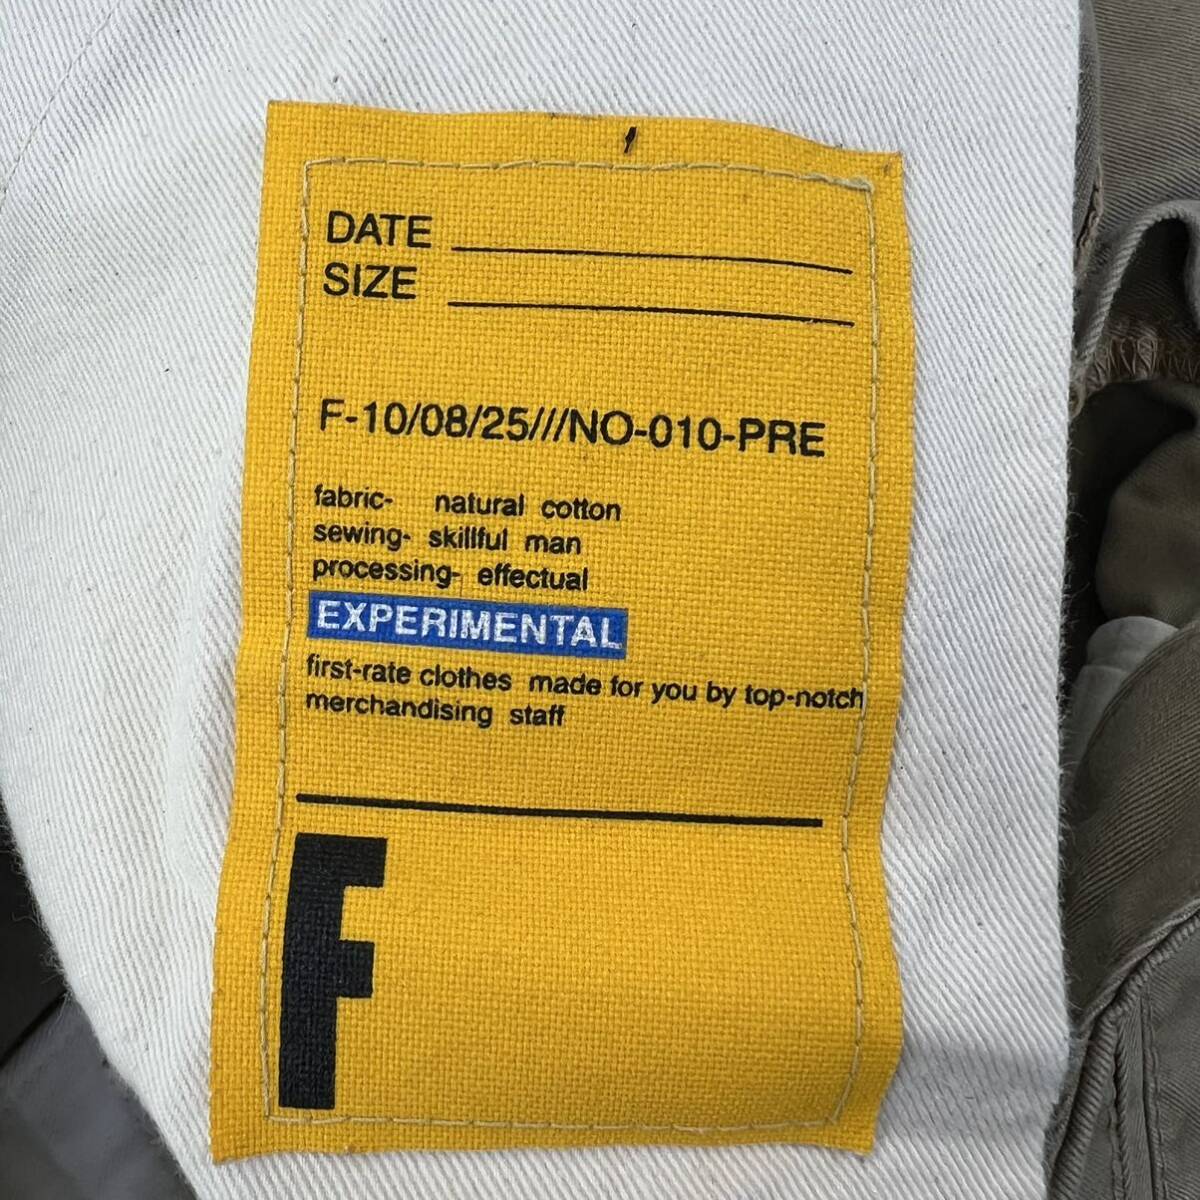 DATE
SIZE
F-10/08/25///NO-010-PRE
fabric- natural cotton
sewing- skillful man
processing- effectual
EXPERIMENTAL
first-rate clothes made for you by top-notch
merchandising staff
F